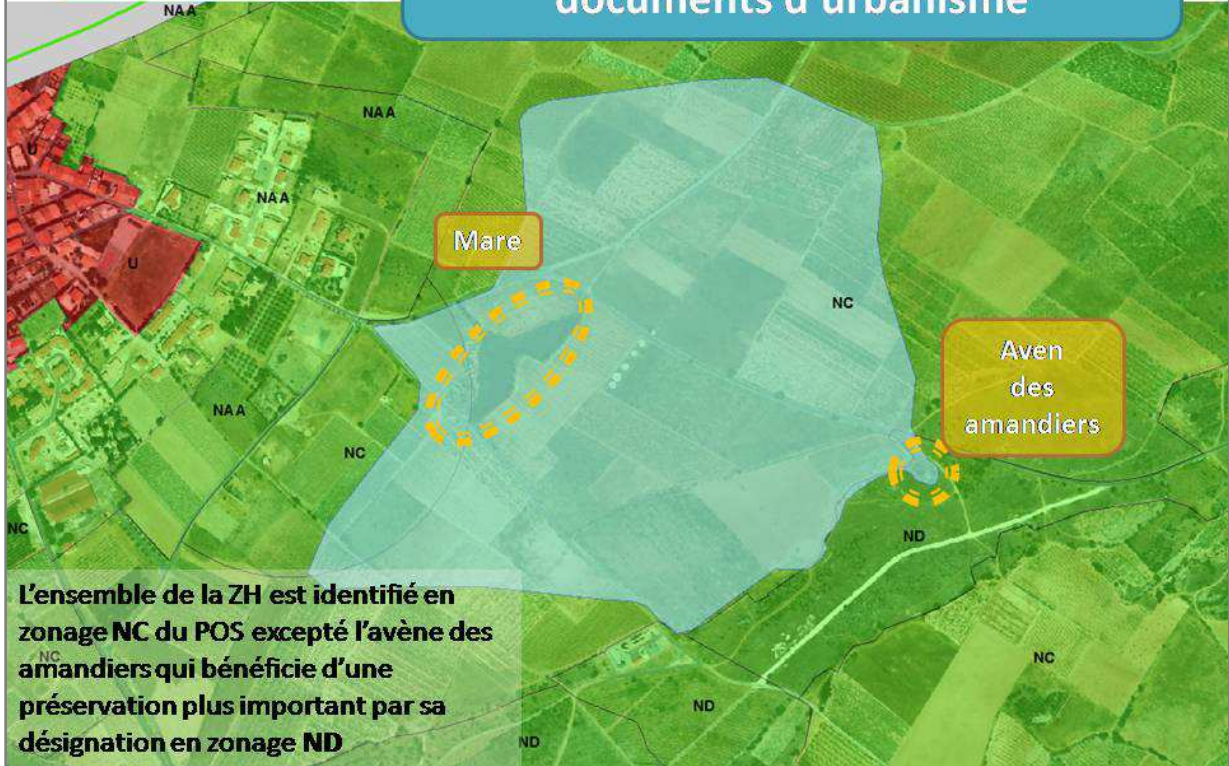 documents d'urbanisme
NAA
NAA
U
NAA
U
Mare
NC
Aven
des
amandiers
NAA
NC
NC
ND
L'ensemble de la ZH est identifié en
zonage NC du POS excepté l'avène des
NC
amandiers qui bénéficie d'une
préservation plus important par sa
désignation en zonage ND
NC
ND
ND